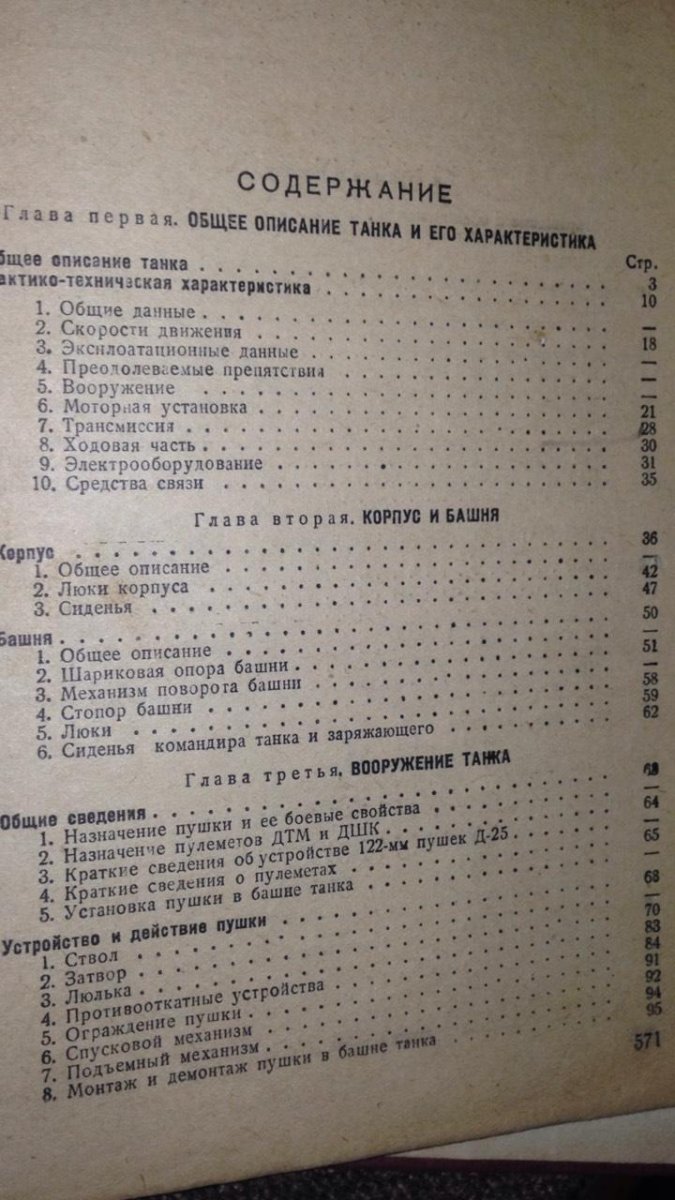 СОДЕРЖАНИЕ
Глава первая. ОБЩЕЕ ОПИСАНИЕ ТАНКА И ЕГО ХАРАКТЕРИСТИКА
Стр.
бщее описание танка . . . 3
актико-техническая характеристика . . . 10
1. Общие данные . . . —
2. Скорости движения . . . 18
3. Эксплоатационные данные . . . —
4. Преодолеваемые препятствия . . . —
5. Вооружение . . . —
6. Моторная установка . . . 21
7. Трансмиссия . . . 28
8. Ходовая часть . . . 30
9. Электрооборудование . . . 31
10. Средства связи . . . 35
Глава вторая. КОРПУС И БАШНЯ
Корпус . . . 36
1. Общее описание . . . —
2. Люки корпуса . . . 42
3. Сиденья . . . 47
Башня . . . 50
1. Общее описание . . . —
2. Шариковая опора башни . . . 51
3. Механизм поворота башни . . . —
4. Стопор башни . . . 58
5. Люки . . . 59
6. Сиденья командира танка и заряжающего . . . 62
Глава третья. ВООРУЖЕНИЕ ТАНКА
Общие сведения . . . 63
1. Назначение пушки и ее боевые свойства . . . —
2. Назначение пулеметов ДТМ и ДШК . . . 64
3. Краткие сведения об устройстве 122-мм пушек Д-25 . . . —
4. Краткие сведения о пулеметах . . . 65
5. Установка пушки в башне танка . . . —
Устройство и действие пушки . . . 68
1. Ствол . . . —
2. Затвор . . . 70
3. Люлька . . . 83
4. Противооткатные устройства . . . 84
5. Ограждение пушки . . . 91
6. Спусковой механизм . . . 92
7. Подъемный механизм . . . 94
8. Монтаж и демонтаж пушки в башне танка . . . 95
571